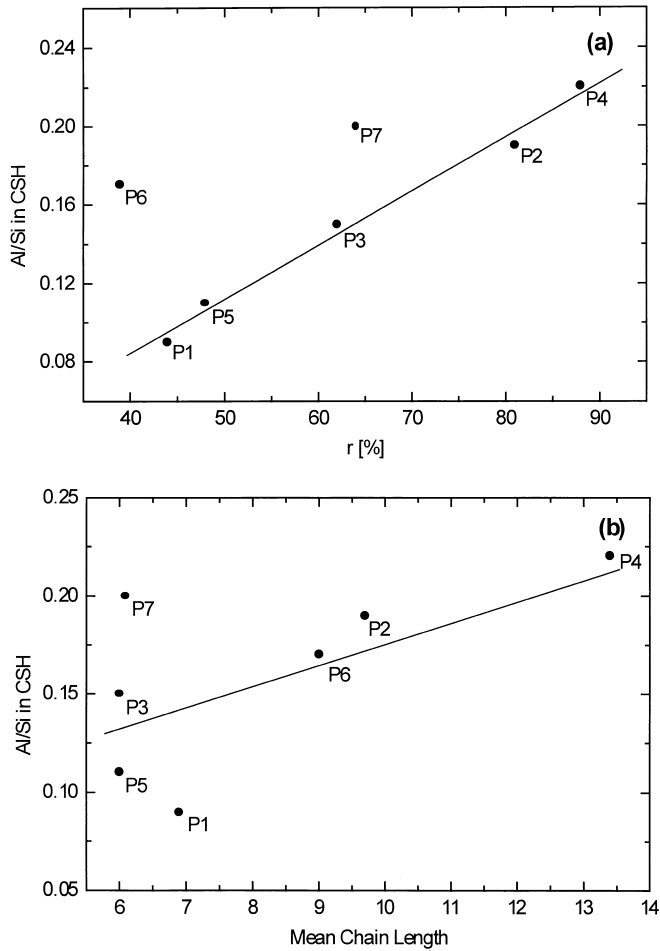 (a)
0.24
0.20
0.16
0.12
0.08
Al/Si in CSH
P4
P7
P2
P6
P3
P5
P1
40 50 60 70 80 90
r [%]
(b)
0.25
0.20
0.15
0.10
0.05
Al/Si in CSH
P4
P7
P2
P6
P3
P5
P1
6 7 8 9 10 11 12 13 14
Mean Chain Length